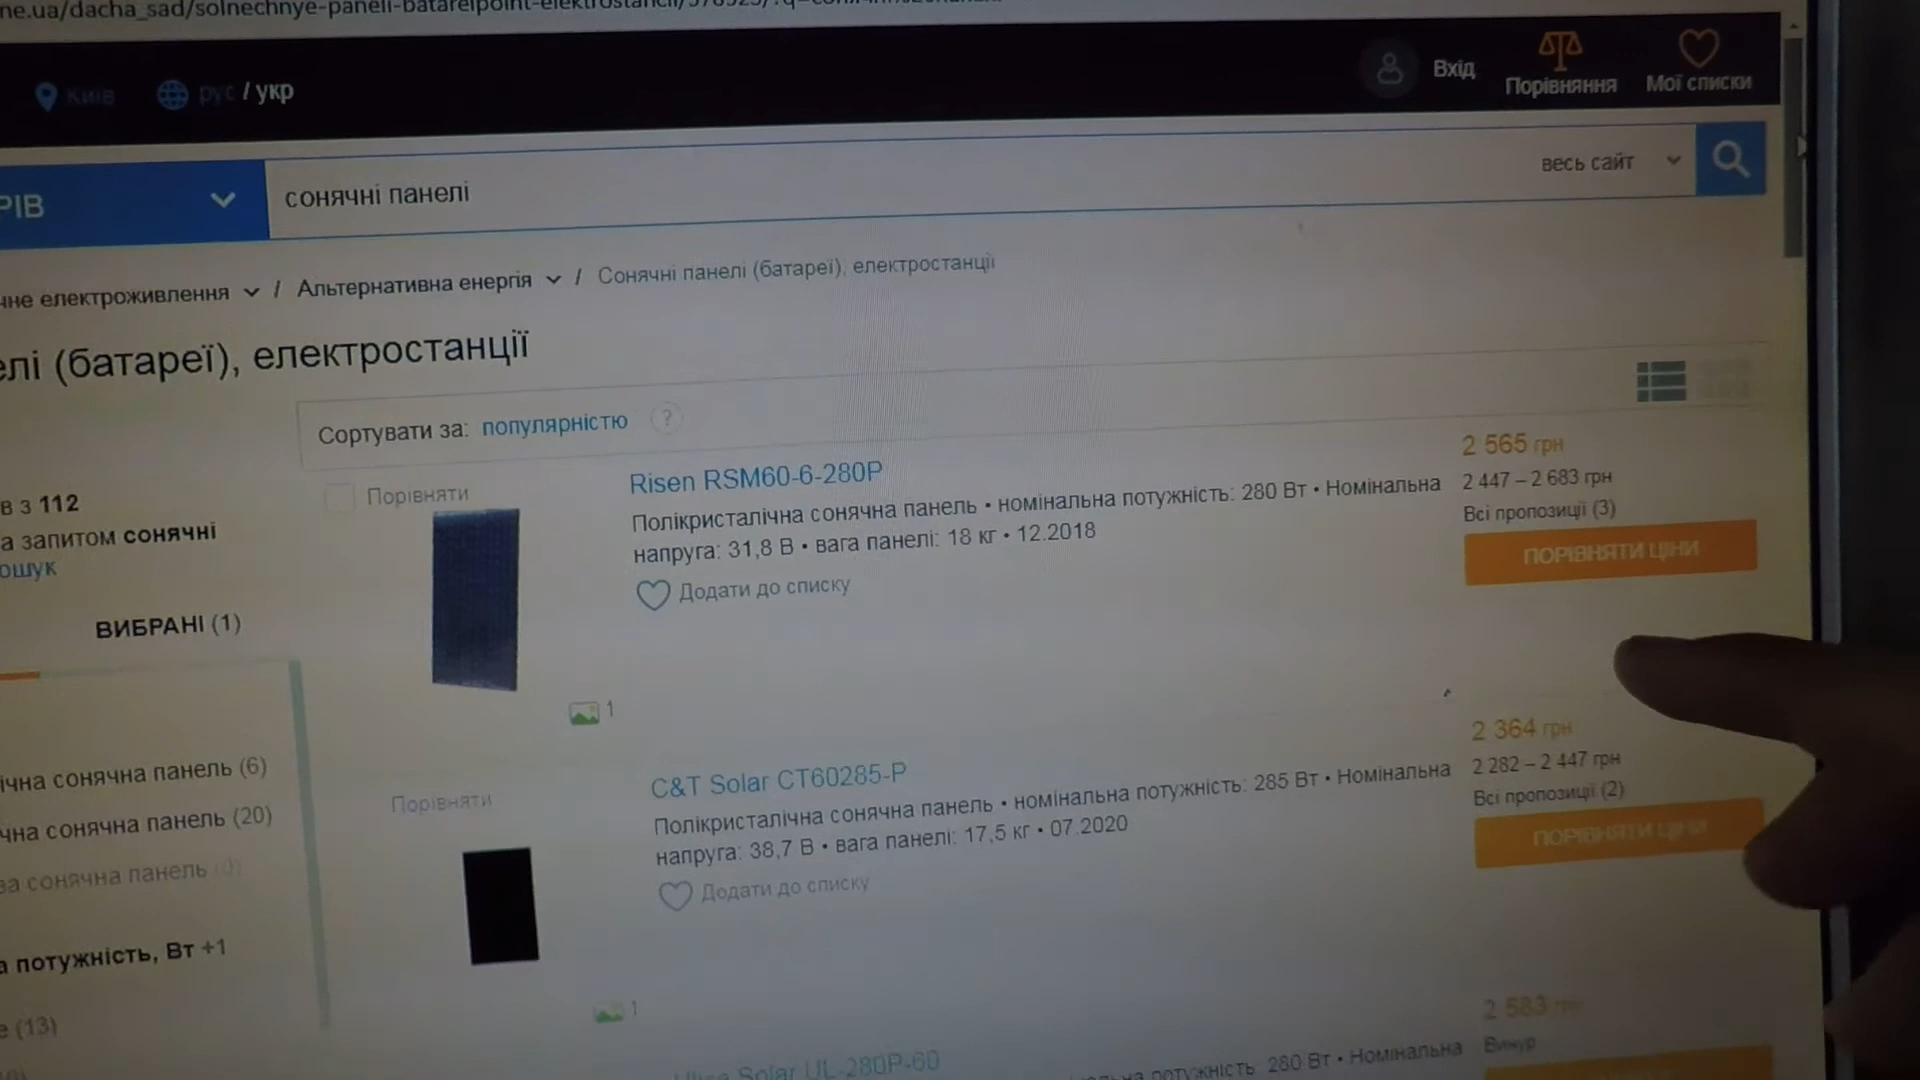 ne.ua/dacha_sad/solnechnye-paneli-batareipoint-elektrostancii
Київ
рус / укр
Вхід
Порівняння
Мої списки
РІВ
сонячні панелі
весь сайт
чне електроживлення / Альтернативна енергія / Сонячні панелі (батареї), електростанції
елі (батареї), електростанції
Сортувати за: популярністю ?
в з 112
а запитом сонячні
ошук
ВИБРАНІ (1)
ічна сонячна панель (6)
чна сонячна панель (20)
ва сонячна панель
а потужність, Вт +1
е (13)
Порівняти
Risen RSM60-6-280P
Полікристалічна сонячна панель • номінальна потужність: 280 Вт • Номінальна
напруга: 31,8 В • вага панелі: 18 кг • 12.2018
Додати до списку
1
2 565 грн
2 447 – 2 683 грн
Всі пропозиції (3)
ПОРІВНЯТИ ЦІНИ
Порівняти
C&T Solar CT60285-P
Полікристалічна сонячна панель • номінальна потужність: 285 Вт • Номінальна
напруга: 38,7 В • вага панелі: 17,5 кг • 07.2020
Додати до списку
1
2 364 грн
2 282 – 2 447 грн
Всі пропозиції (2)
ПОРІВНЯТИ ЦІНИ
Solar UL-280P-60
потужність: 280 Вт • Номінальна
2 583 грн